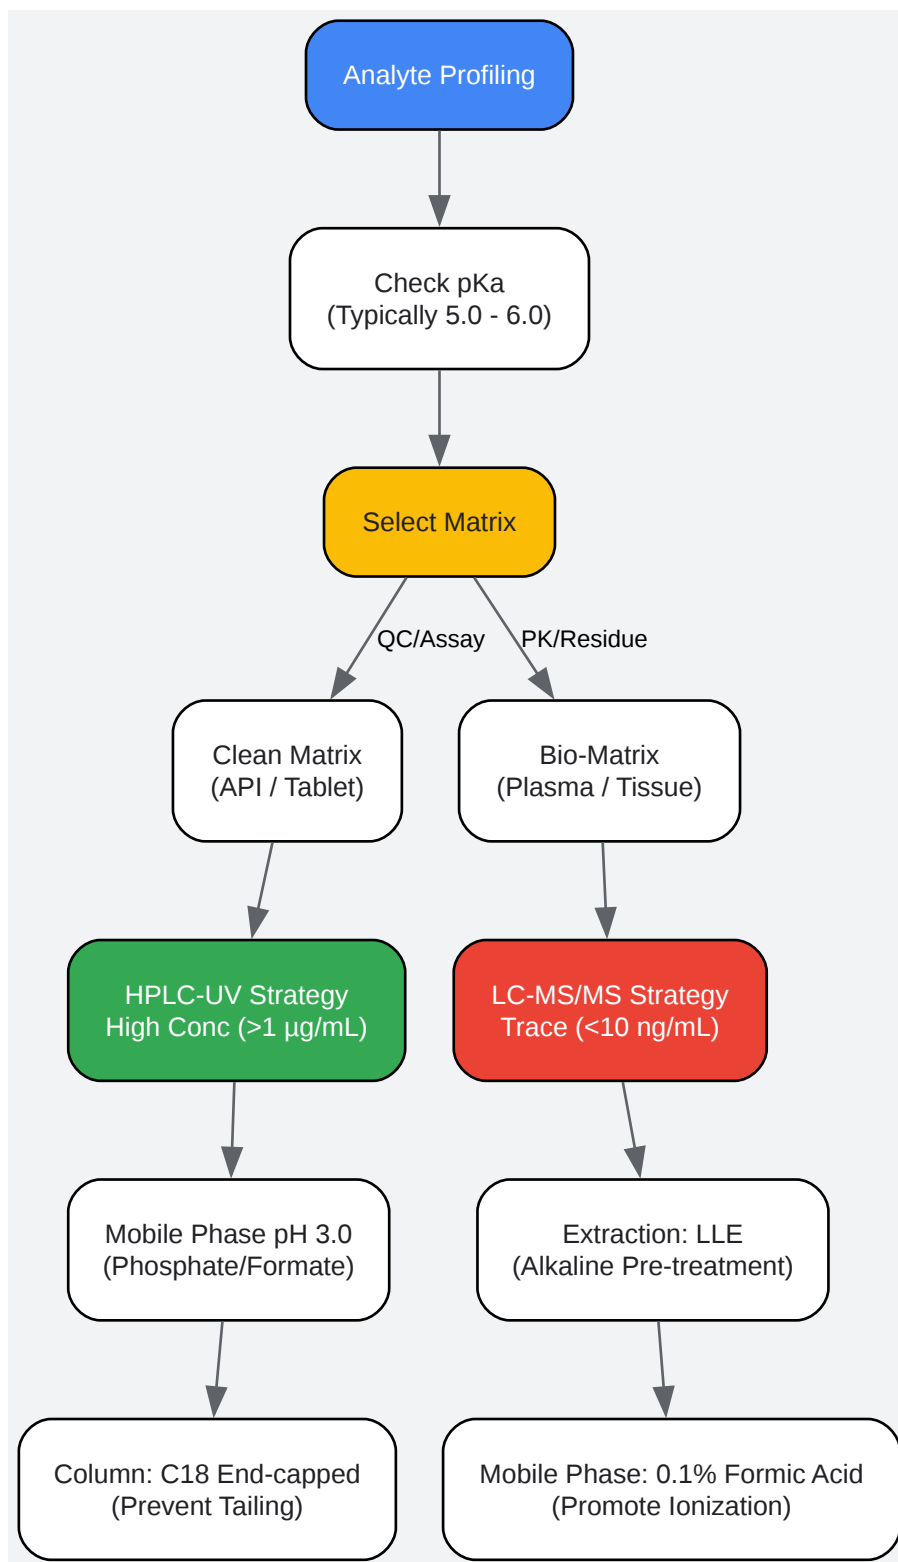 Analyte Profiling
Check pKa
(Typically 5.0 - 6.0)
Select Matrix
QC/Assay
PK/Residue
Clean Matrix
(API / Tablet)
Bio-Matrix
(Plasma / Tissue)
HPLC-UV Strategy
High Conc (>1 µg/mL)
LC-MS/MS Strategy
Trace (<10 ng/mL)
Mobile Phase pH 3.0
(Phosphate/Formate)
Extraction: LLE
(Alkaline Pre-treatment)
Column: C18 End-capped
(Prevent Tailing)
Mobile Phase: 0.1% Formic Acid
(Promote Ionization)